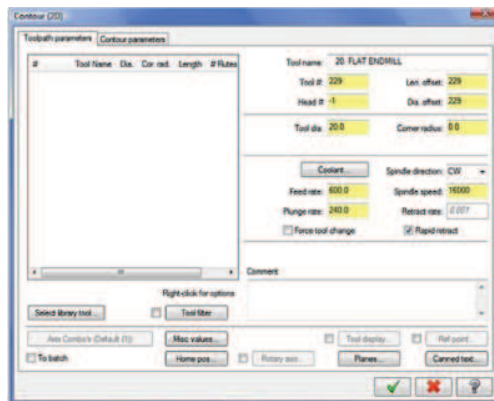 Contour (2D)
Toolpath parameters Contour parameters
# Tool Name Dia. Cor. rad. Length # Flutes
Tool name: 20. FLAT ENDMILL
Tool #: 229 Len. offset: 229
Head #: -1 Dia. offset: 229
Tool dia: 20.0 Corner radius: 0.0
Coolant... Spindle direction: CW
Feed rate: 600.0 Spindle speed: 16000
Plunge rate: 240.0 Retract rate: 0.001
Force tool change Rapid retract
Comment
Right-click for options
Select library tool... Tool filter
Axis Combo's (Default (1)) Misc values... Tool display... Ref point...
To batch Home pos... Rotary axis... Planes... Canned text...